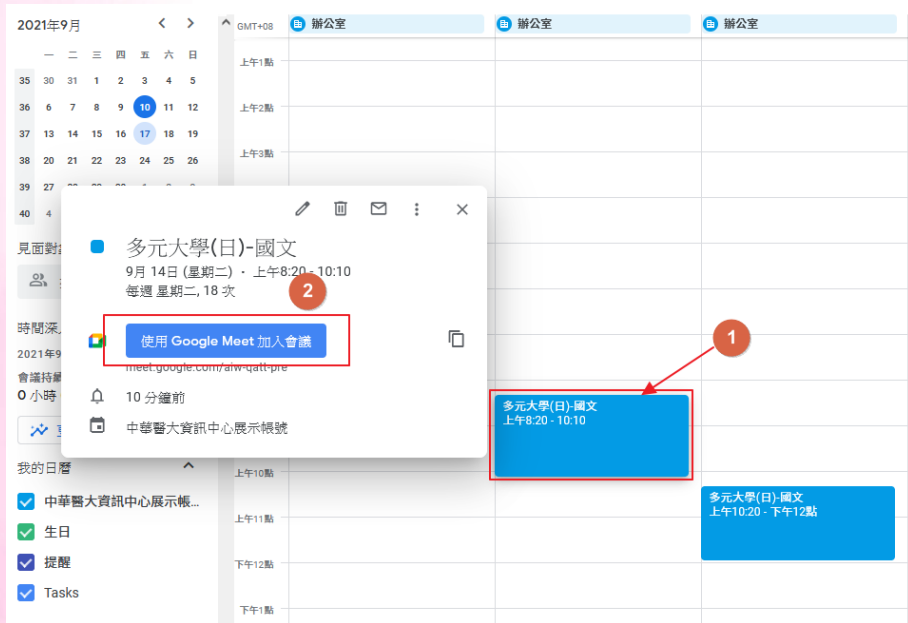 2021年9月
一 二 三 四 五 六 日
35 30 31 1 2 3 4 5
36 6 7 8 9 10 11 12
37 13 14 15 16 17 18 19
38 20 21 22 23 24 25 26
39 27
40 4
見面對
時間深
2021年9
會議持續
0 小時
我的日曆
中華醫大資訊中心展示帳...
生日
提醒
Tasks
多元大學(日)-國文
9月 14日 (星期二) ・ 上午8:20 - 10:10
每週 星期二, 18 次
2
使用 Google Meet 加入會議
meet.google.com/aiw-qatt-pre
10 分鐘前
中華醫大資訊中心展示帳號
GMT+08
辦公室
辦公室
辦公室
上午1點
上午2點
上午3點
1
多元大學(日)-國文
上午8:20 - 10:10
上午10點
多元大學(日)-國文
上午10:20 - 下午12點
上午11點
下午12點
下午1點